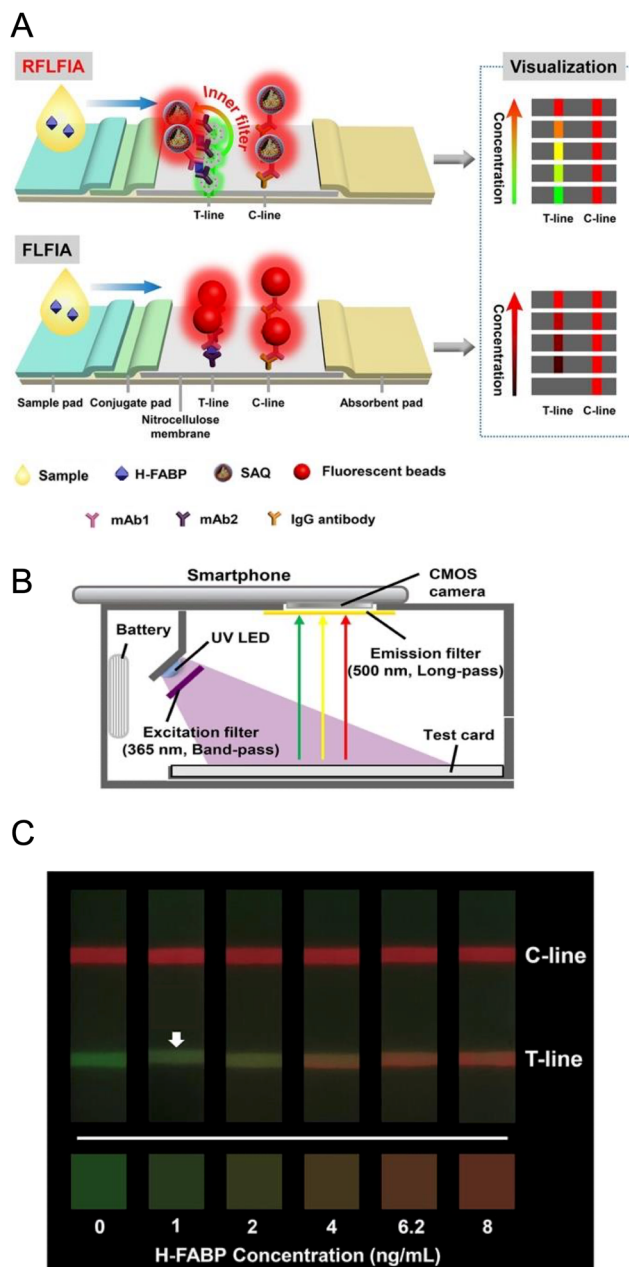 A
RFLFIA
Inner filter
T-line
C-line
Visualization
Concentration
T-line C-line
FLFIA
Sample pad
Conjugate pad
Nitrocellulose
membrane
T-line
C-line
Absorbent pad
Concentration
T-line C-line
Sample
H-FABP
SAQ
Fluorescent beads
mAb1
mAb2
IgG antibody
B
Smartphone
CMOS
camera
Battery
UV LED
Emission filter
(500 nm, Long-pass)
Excitation filter
(365 nm, Band-pass)
Test card
C
C-line
T-line
0 1 2 4 6.2 8
H-FABP Concentration (ng/mL)